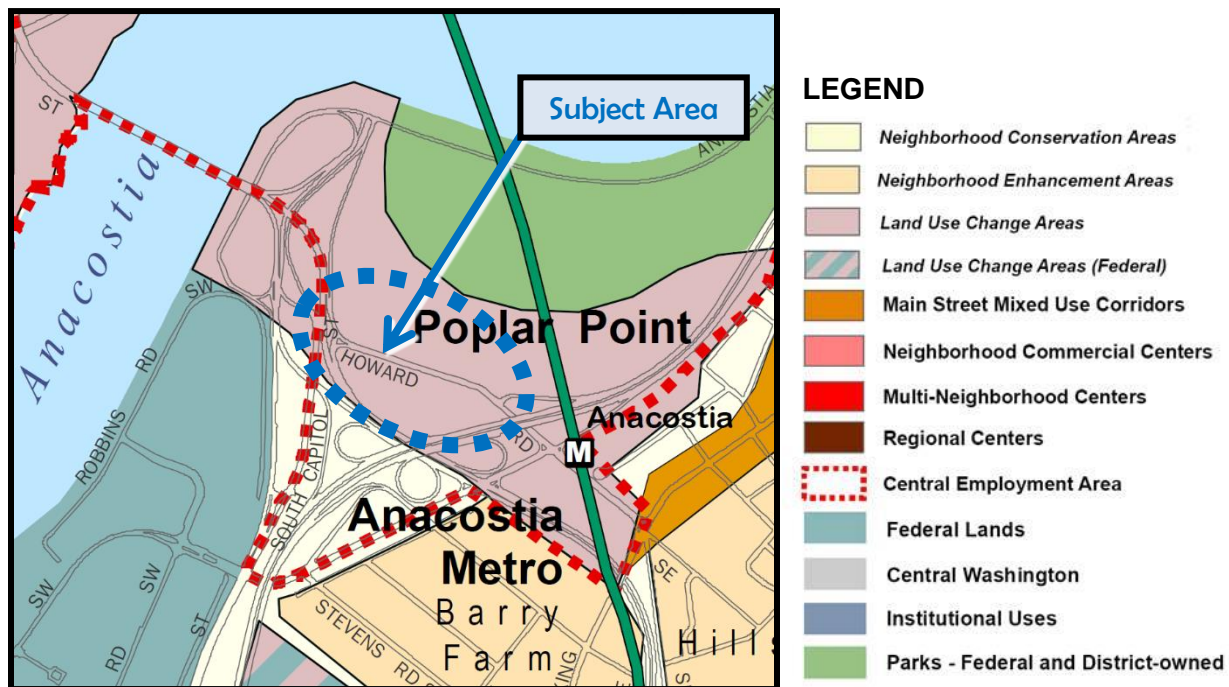 ST
Subject Area
ANACOSTIA
Anacostia
SW
ST
Poplar Point
HOWARD
RD
ROBBINS
RD
Anacostia
M
SOUTH CAPITOL
Anacostia
Metro
SE
SW
SW
RD
ST
Barry
Farm
STEVENS
RD
KING
Hills
LEGEND
Neighborhood Conservation Areas
Neighborhood Enhancement Areas
Land Use Change Areas
Land Use Change Areas (Federal)
Main Street Mixed Use Corridors
Neighborhood Commercial Centers
Multi-Neighborhood Centers
Regional Centers
Central Employment Area
Federal Lands
Central Washington
Institutional Uses
Parks - Federal and District-owned